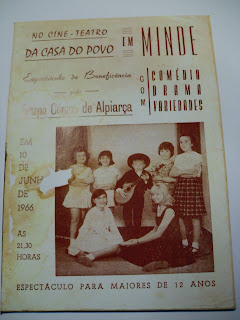 NO CINE-TEATRO
DA CASA DO POVO
EM
MINDE
Espectáculo de Beneficência
pelo
Grupo Cénico de Alpiarça
COM
COMÉDIA
DRAMA
VARIEDADES
EM
10
DE
JUNHO
DE
1966
ÀS
21,30
HORAS
ESPECTÁCULO PARA MAIORES DE 12 ANOS